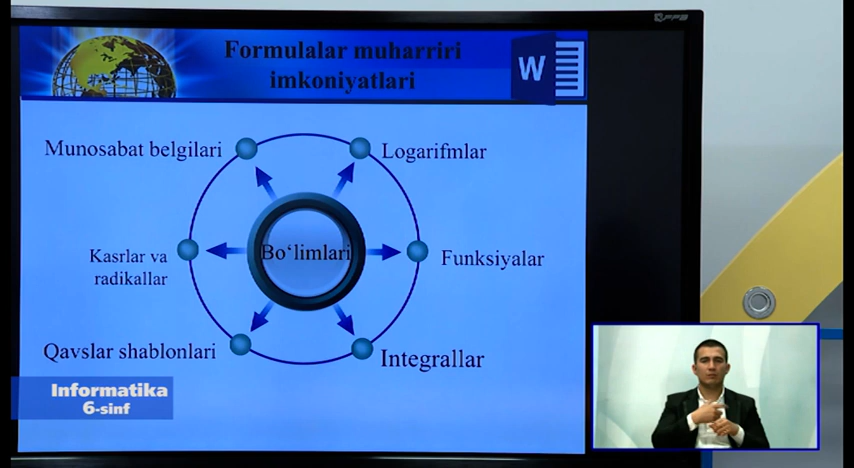 Formulalar muharriri
imkoniyatlari
W
Munosabat belgilari
Logarifmlar
Kasrlar va
radikallar
Bo‘limlari
Funksiyalar
Qavslar shablonlari
Integrallar
Informatika
6-sinf